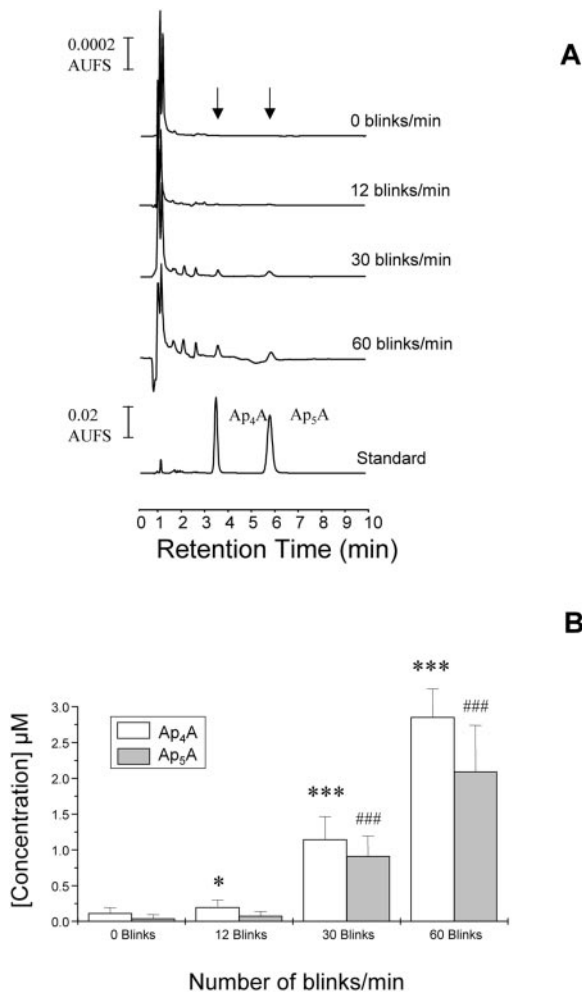 A
0.0002
AUFS
0 blinks/min
12 blinks/min
30 blinks/min
60 blinks/min
0.02
AUFS
Ap₄A
Ap₅A
Standard
0 1 2 3 4 5 6 7 8 9 10
Retention Time (min)
B
[Concentration] µM
3.0
2.5
2.0
1.5
1.0
0.5
0.0
Ap₄A
Ap₅A
*
***
###
***
###
0 Blinks
12 Blinks
30 Blinks
60 Blinks
Number of blinks/min